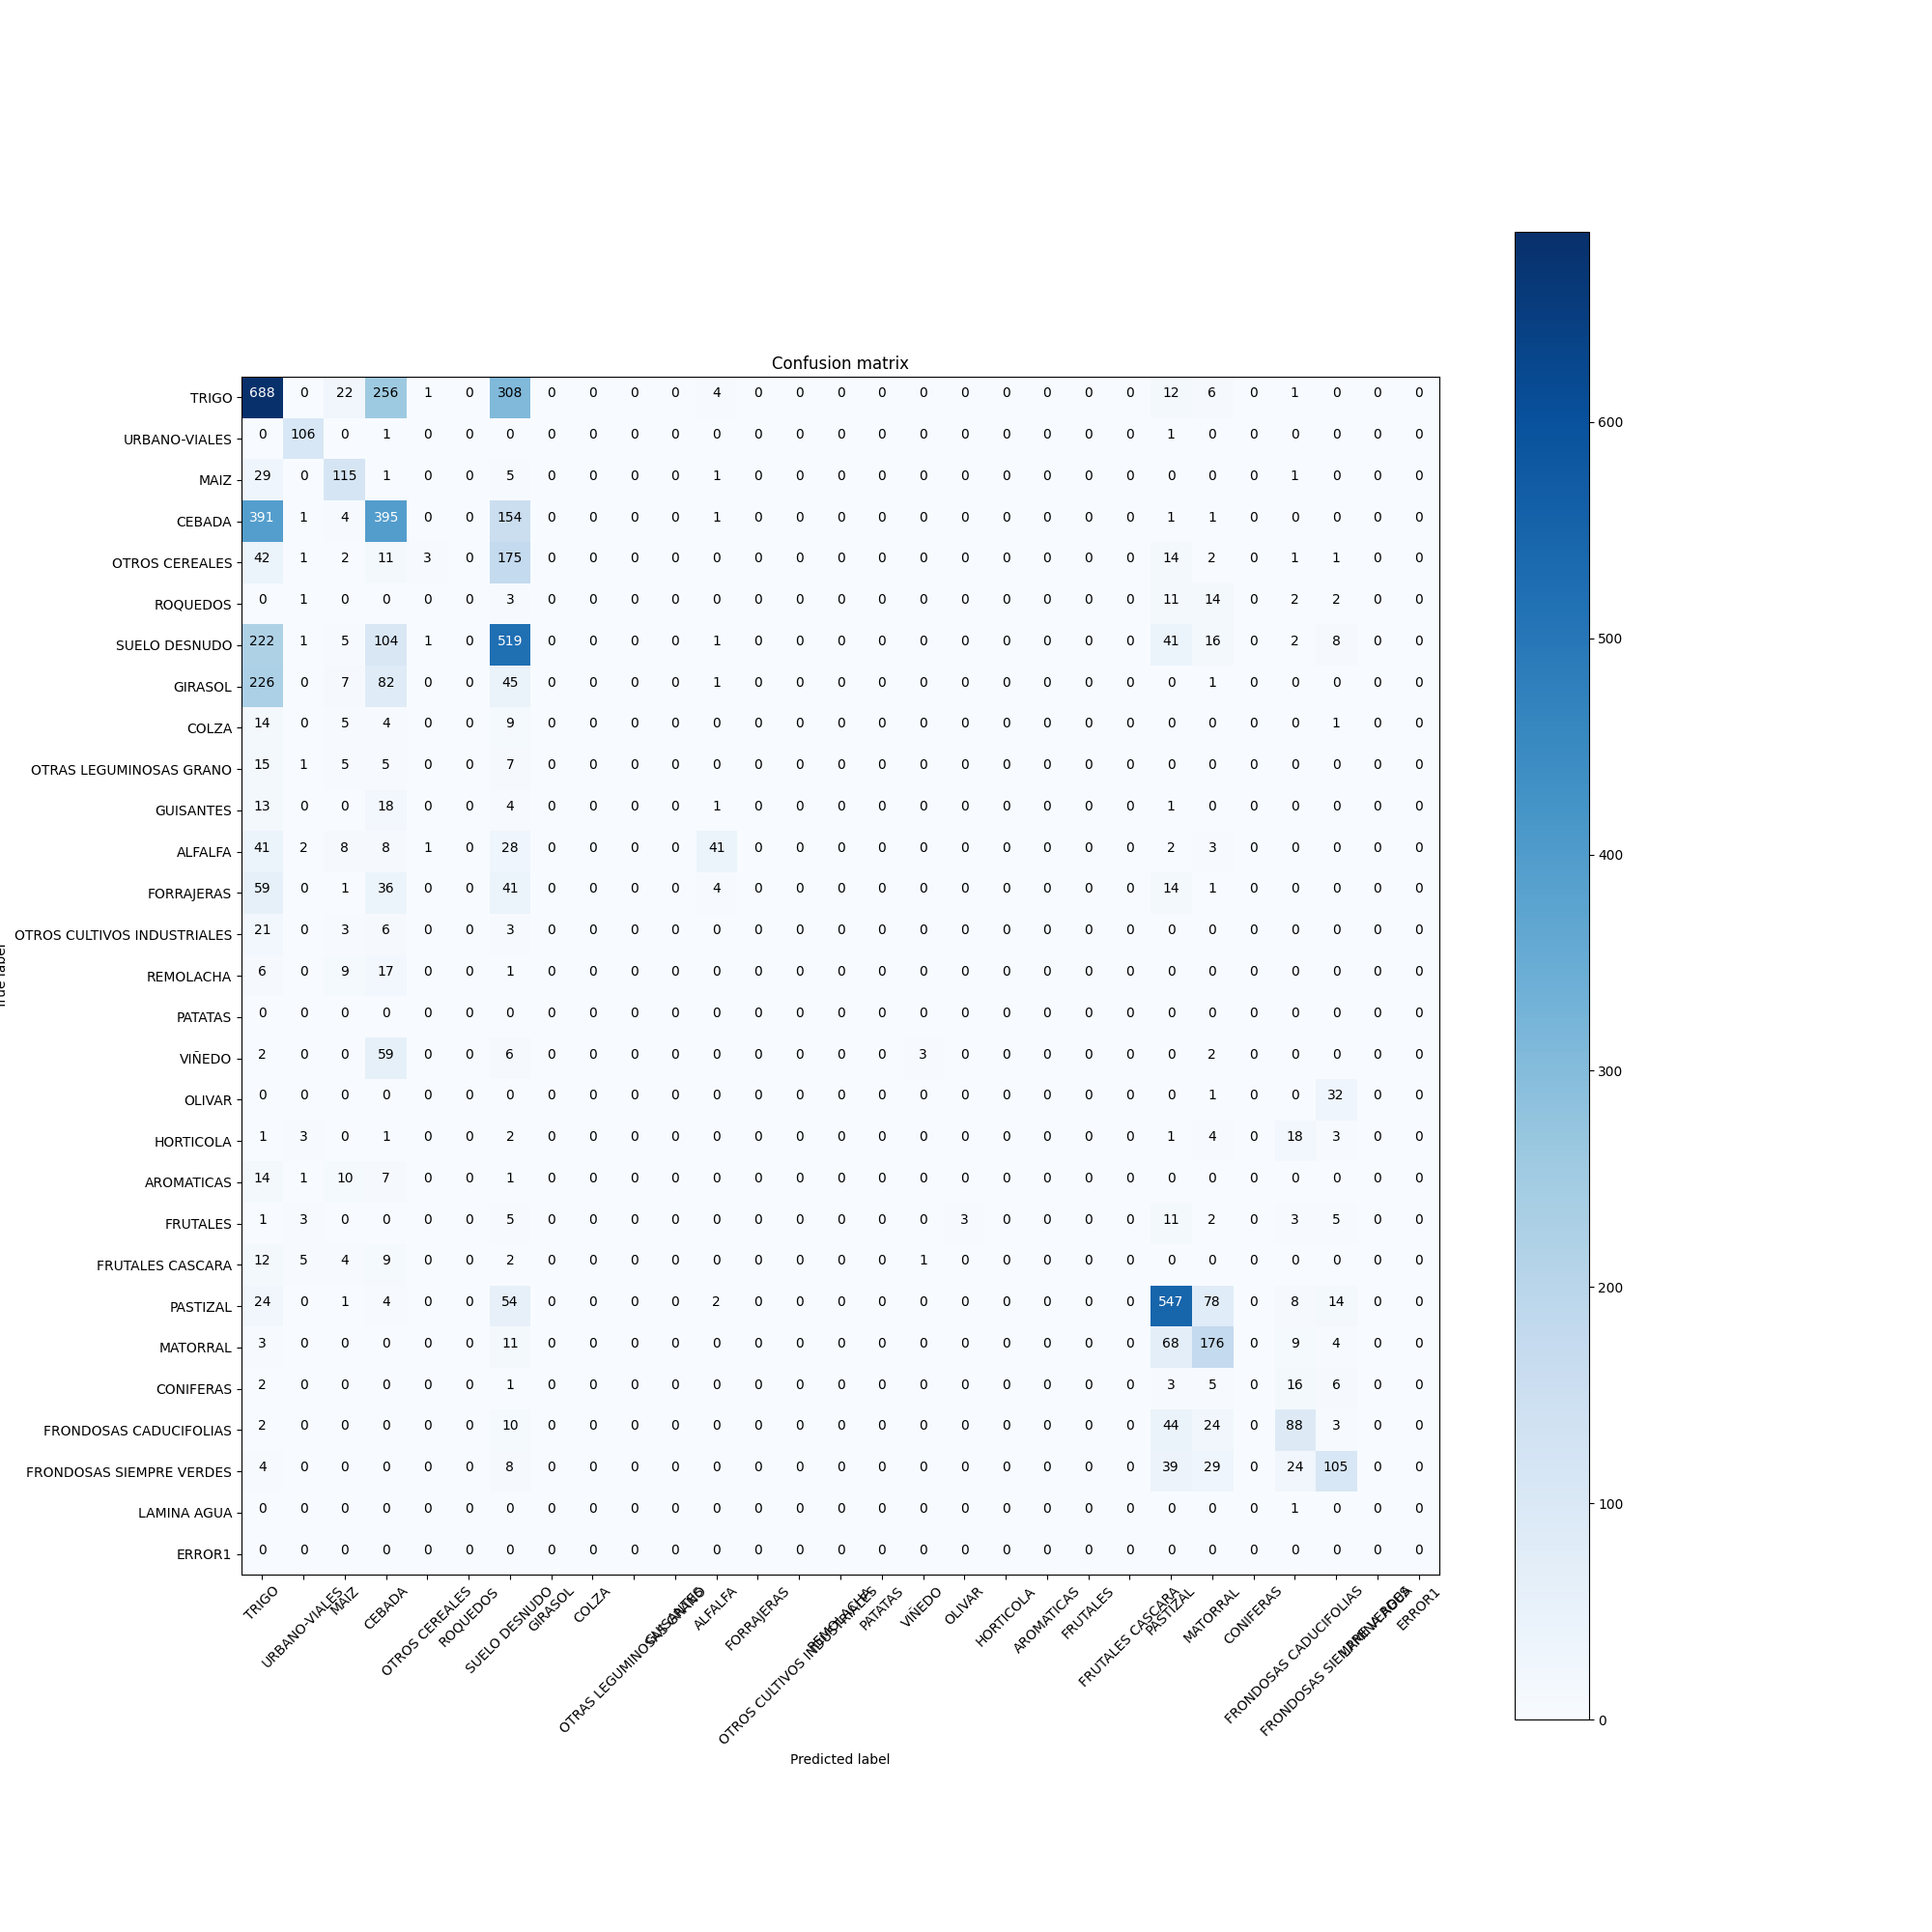 Confusion matrix
TRIGO 688 0 22 256 1 0 308 0 0 0 0 4 0 0 0 0 0 0 0 0 0 0 12 6 0 1 0 0 0
URBANO-VIALES 0 106 0 1 0 0 0 0 0 0 0 0 0 0 0 0 0 0 0 0 0 0 1 0 0 0 0 0 0
MAIZ 29 0 115 1 0 0 5 0 0 0 0 1 0 0 0 0 0 0 0 0 0 0 0 0 0 1 0 0 0
CEBADA 391 1 4 395 0 0 154 0 0 0 0 1 0 0 0 0 0 0 0 0 0 0 1 1 0 0 0 0 0
OTROS CEREALES 42 1 2 11 3 0 175 0 0 0 0 0 0 0 0 0 0 0 0 0 0 0 14 2 0 1 1 0 0
ROQUEDOS 0 1 0 0 0 0 3 0 0 0 0 0 0 0 0 0 0 0 0 0 0 0 11 14 0 2 2 0 0
SUELO DESNUDO 222 1 5 104 1 0 519 0 0 0 0 1 0 0 0 0 0 0 0 0 0 0 41 16 0 2 8 0 0
GIRASOL 226 0 7 82 0 0 45 0 0 0 0 1 0 0 0 0 0 0 0 0 0 0 0 1 0 0 0 0 0
COLZA 14 0 5 4 0 0 9 0 0 0 0 0 0 0 0 0 0 0 0 0 0 0 0 0 0 0 1 0 0
OTRAS LEGUMINOSAS GRANO 15 1 5 5 0 0 7 0 0 0 0 0 0 0 0 0 0 0 0 0 0 0 0 0 0 0 0 0 0
GUISANTES 13 0 0 18 0 0 4 0 0 0 0 1 0 0 0 0 0 0 0 0 0 0 1 0 0 0 0 0 0
ALFALFA 41 2 8 8 1 0 28 0 0 0 0 41 0 0 0 0 0 0 0 0 0 0 2 3 0 0 0 0 0
FORRAJERAS 59 0 1 36 0 0 41 0 0 0 0 4 0 0 0 0 0 0 0 0 0 0 14 1 0 0 0 0 0
OTROS CULTIVOS INDUSTRIALES 21 0 3 6 0 0 3 0 0 0 0 0 0 0 0 0 0 0 0 0 0 0 0 0 0 0 0 0 0
REMOLACHA 6 0 9 17 0 0 1 0 0 0 0 0 0 0 0 0 0 0 0 0 0 0 0 0 0 0 0 0 0
PATATAS 0 0 0 0 0 0 0 0 0 0 0 0 0 0 0 0 0 0 0 0 0 0 0 0 0 0 0 0 0
VIÑEDO 2 0 0 59 0 0 6 0 0 0 0 0 0 0 0 0 3 0 0 0 0 0 0 2 0 0 0 0 0
OLIVAR 0 0 0 0 0 0 0 0 0 0 0 0 0 0 0 0 0 0 0 0 0 0 0 1 0 0 32 0 0
HORTICOLA 1 3 0 1 0 0 2 0 0 0 0 0 0 0 0 0 0 0 0 0 0 0 1 4 0 18 3 0 0
AROMATICAS 14 1 10 7 0 0 1 0 0 0 0 0 0 0 0 0 0 0 0 0 0 0 0 0 0 0 0 0 0
FRUTALES 1 3 0 0 0 0 5 0 0 0 0 0 0 0 0 0 0 3 0 0 0 0 11 2 0 3 5 0 0
FRUTALES CASCARA 12 5 4 9 0 0 2 0 0 0 0 0 0 0 0 0 1 0 0 0 0 0 0 0 0 0 0 0 0
PASTIZAL 24 0 1 4 0 0 54 0 0 0 0 2 0 0 0 0 0 0 0 0 0 0 547 78 0 8 14 0 0
MATORRAL 3 0 0 0 0 0 11 0 0 0 0 0 0 0 0 0 0 0 0 0 0 0 68 176 0 9 4 0 0
CONIFERAS 2 0 0 0 0 0 1 0 0 0 0 0 0 0 0 0 0 0 0 0 0 0 3 5 0 16 6 0 0
FRONDOSAS CADUCIFOLIAS 2 0 0 0 0 0 10 0 0 0 0 0 0 0 0 0 0 0 0 0 0 0 44 24 0 88 3 0 0
FRONDOSAS SIEMPRE VERDES 4 0 0 0 0 0 8 0 0 0 0 0 0 0 0 0 0 0 0 0 0 0 39 29 0 24 105 0 0
LAMINA AGUA 0 0 0 0 0 0 0 0 0 0 0 0 0 0 0 0 0 0 0 0 0 0 0 0 0 1 0 0 0
ERROR1 0 0 0 0 0 0 0 0 0 0 0 0 0 0 0 0 0 0 0 0 0 0 0 0 0 0 0 0 0
TRIGO
URBANO-VIALES
MAIZ
CEBADA
OTROS CEREALES
ROQUEDOS
SUELO DESNUDO
GIRASOL
COLZA
OTRAS LEGUMINOSAS GRANO
GUISANTES
ALFALFA
FORRAJERAS
OTROS CULTIVOS INDUSTRIALES
REMOLACHA
PATATAS
VIÑEDO
OLIVAR
HORTICOLA
AROMATICAS
FRUTALES
FRUTALES CASCARA
PASTIZAL
MATORRAL
CONIFERAS
FRONDOSAS CADUCIFOLIAS
FRONDOSAS SIEMPRE VERDES
LAMINA AGUA
ERROR1
Predicted label
600
500
400
300
200
100
0